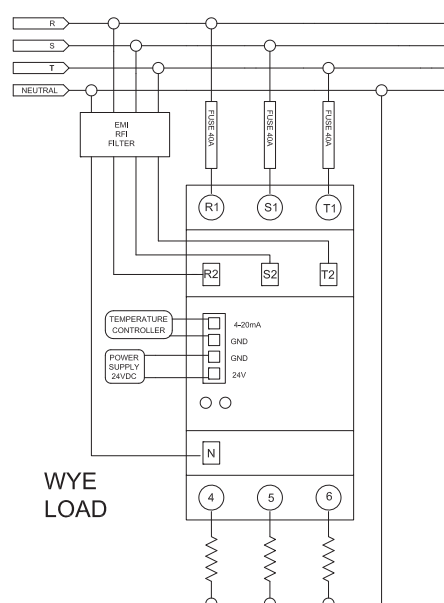 R
S
T
NEUTRAL
EMI
RFI
FILTER
FUSE 40A
FUSE 40A
FUSE 40A
R1
S1
T1
R2
S2
T2
TEMPERATURE
CONTROLLER
4-20mA
GND
POWER
SUPPLY
24VDC
GND
24V
N
WYE
LOAD
4
5
6